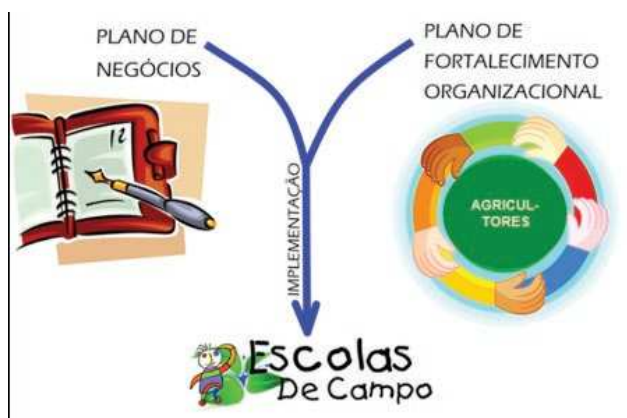 PLANO DE
NEGÓCIOS
PLANO DE
FORTALECIMENTO
ORGANIZACIONAL
12
AGRICUL-
TORES
IMPLEMENTAÇÃO
Escolas
De Campo